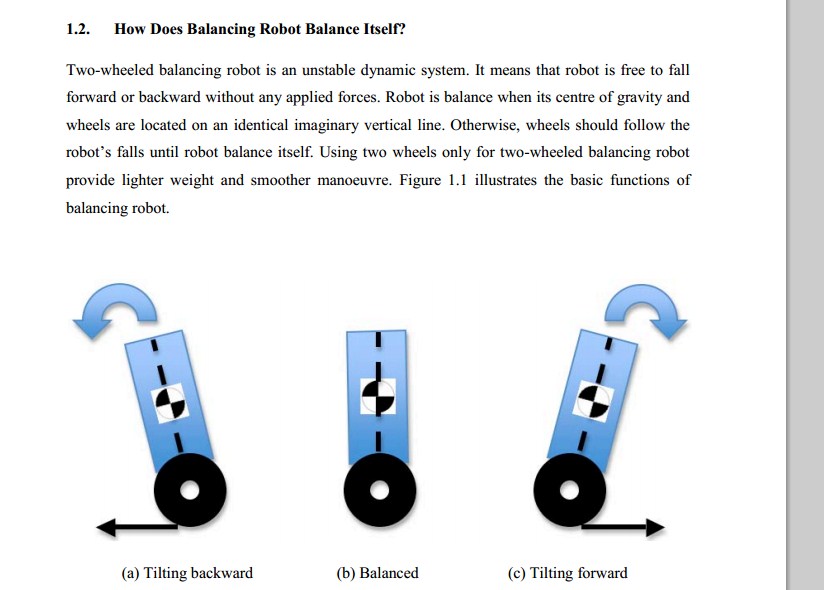 1.2. How Does Balancing Robot Balance Itself?
Two-wheeled balancing robot is an unstable dynamic system. It means that robot is free to fall
forward or backward without any applied forces. Robot is balance when its centre of gravity and
wheels are located on an identical imaginary vertical line. Otherwise, wheels should follow the
robot’s falls until robot balance itself. Using two wheels only for two-wheeled balancing robot
provide lighter weight and smoother manoeuvre. Figure 1.1 illustrates the basic functions of
balancing robot.
(a) Tilting backward (b) Balanced (c) Tilting forward